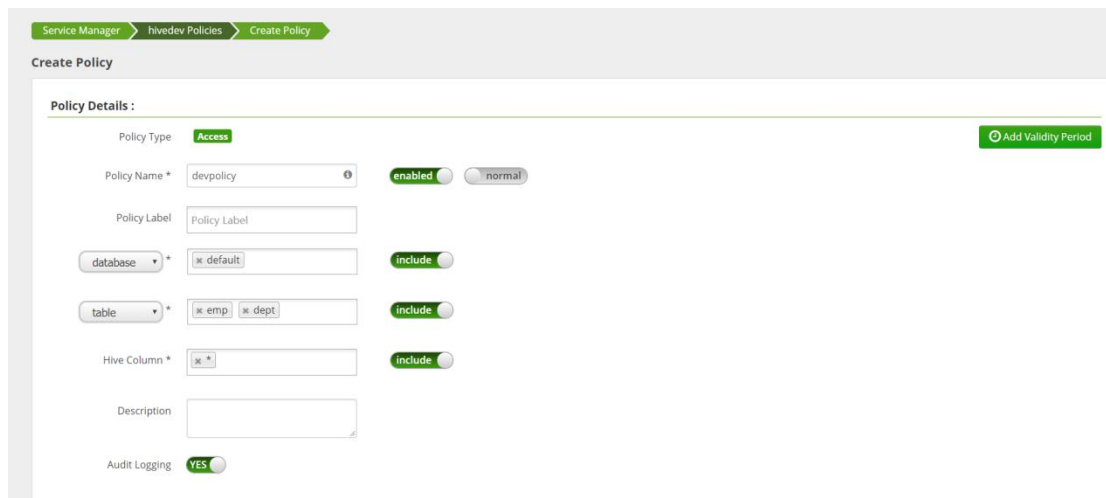 Service Manager hivedev Policies Create Policy
Create Policy
Policy Details :
Policy Type Access Add Validity Period
Policy Name * devpolicy enabled normal
Policy Label Policy Label
database * default include
table * emp dept include
Hive Column * * include
Description
Audit Logging YES